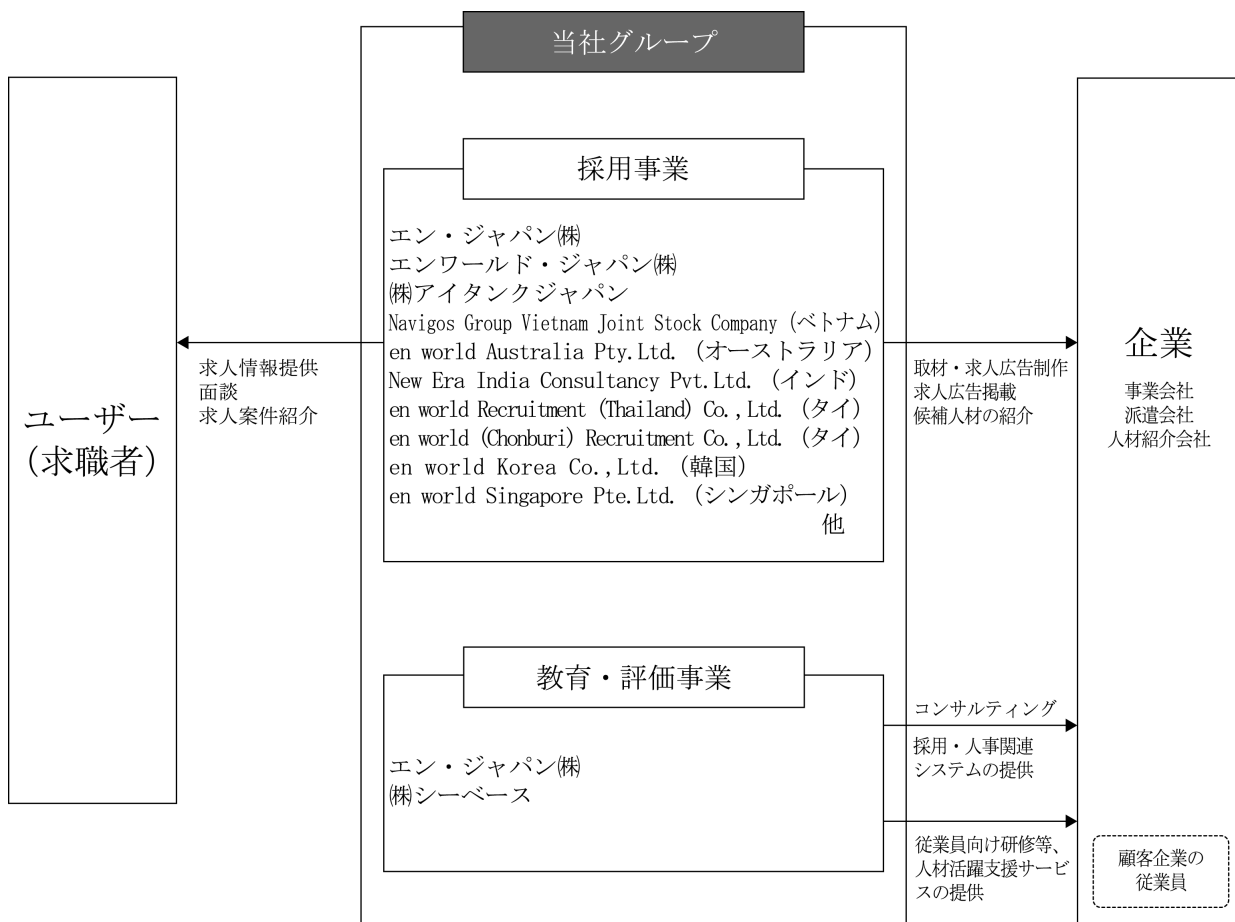 当社グループ
ユーザー
(求職者)
求人情報提供
面談
求人案件紹介
採用事業
エン・ジャパン㈱
エンワールド・ジャパン㈱
㈱アイタンクジャパン
Navigos Group Vietnam Joint Stock Company (ベトナム)
en world Australia Pty.Ltd. (オーストラリア)
New Era India Consultancy Pvt.Ltd. (インド)
en world Recruitment (Thailand) Co.,Ltd. (タイ)
en world (Chonburi) Recruitment Co.,Ltd. (タイ)
en world Korea Co.,Ltd. (韓国)
en world Singapore Pte.Ltd. (シンガポール)
他
取材・求人広告制作
求人広告掲載
候補人材の紹介
企業
事業会社
派遣会社
人材紹介会社
教育・評価事業
エン・ジャパン㈱
㈱シーベース
コンサルティング
採用・人事関連
システムの提供
従業員向け研修等、
人材活躍支援サービ
スの提供
顧客企業の
従業員